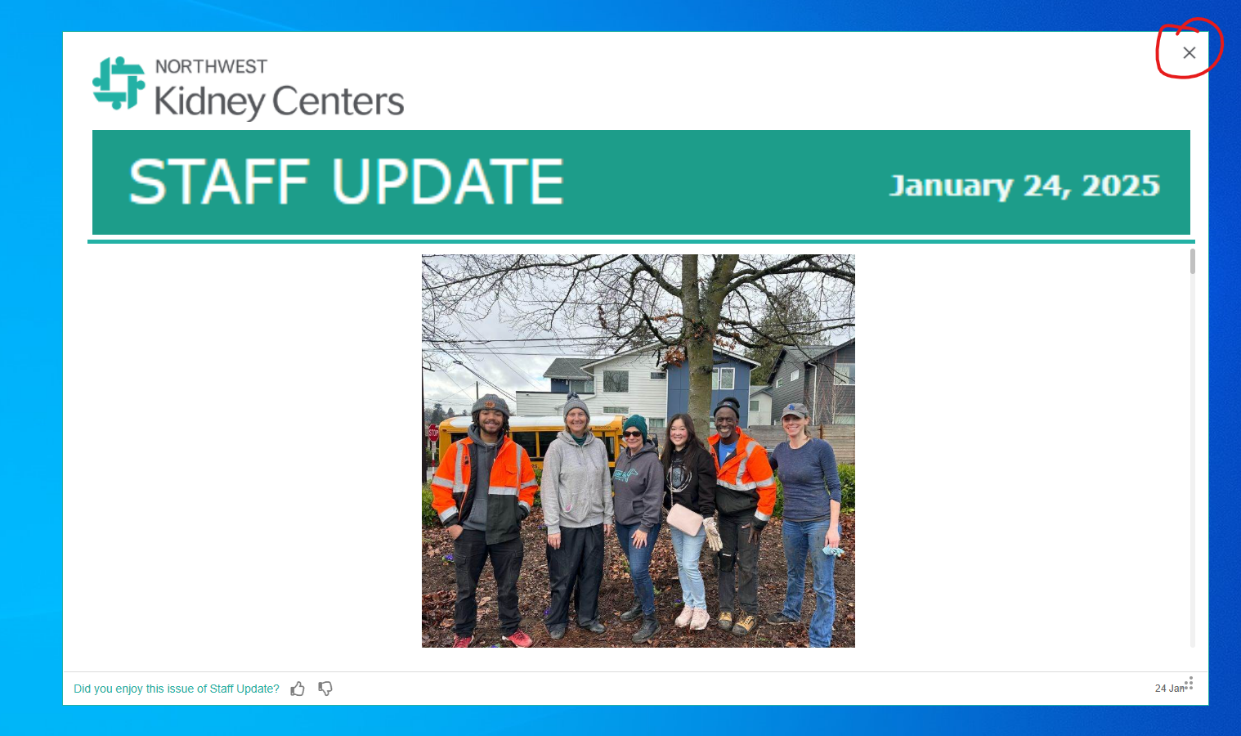 NORTHWEST
Kidney Centers
STAFF UPDATE
January 24, 2025
Did you enjoy this issue of Staff Update?
24 Jan